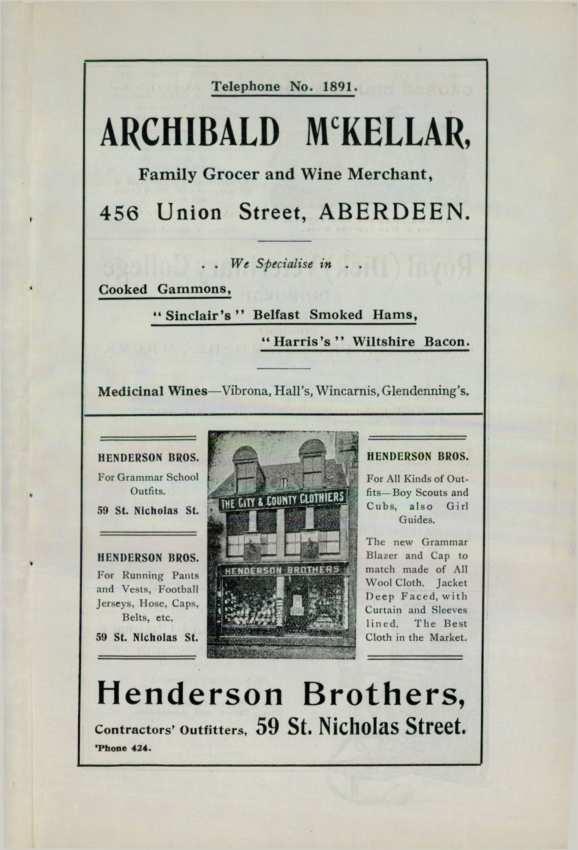 Telephone No. 1891.
ARCHIBALD MᶜKELLAR,
Family Grocer and Wine Merchant,
456 Union Street, ABERDEEN.
. . We Specialise in . .
Cooked Gammons,
"Sinclair's" Belfast Smoked Hams,
"Harris's" Wiltshire Bacon.
Medicinal Wines—Vibrona, Hall's, Wincarnis, Glendenning's.
HENDERSON BROS.
For Grammar School
Outfits.
59 St. Nicholas St.
HENDERSON BROS.
For Running Pants
and Vests, Football
Jerseys, Hose, Caps,
Belts, etc.
59 St. Nicholas St.
THE CITY & COUNTY CLOTHIERS
HENDERSON BROTHERS
HENDERSON BROS.
For All Kinds of Out-
fits—Boy Scouts and
Cubs, also Girl
Guides.
The new Grammar
Blazer and Cap to
match made of All
Wool Cloth. Jacket
Deep Faced, with
Curtain and Sleeves
lined. The Best
Cloth in the Market.
Henderson Brothers,
Contractors' Outfitters, 59 St. Nicholas Street.
'Phone 424.